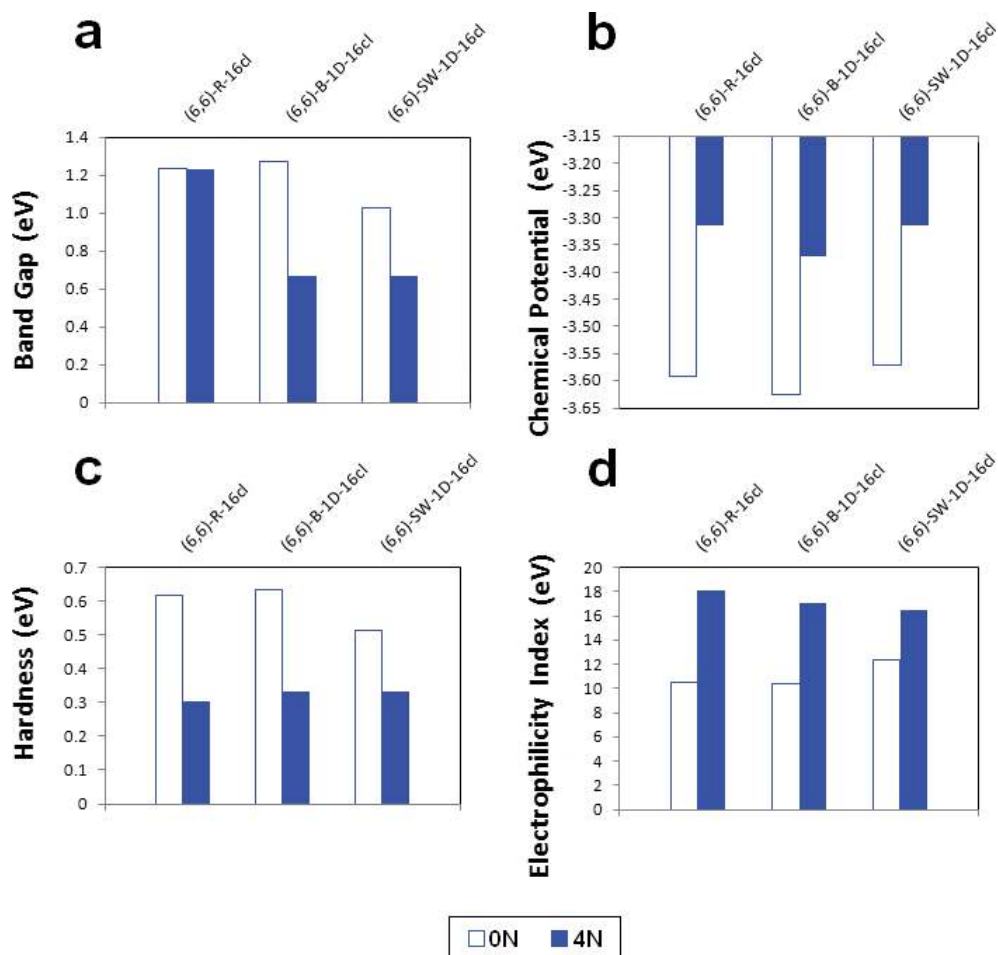 a
(6,6)-R-16cl
(6,6)-B-1D-16cl
(6,6)-SW-1D-16cl
Band Gap (eV)
1.4
1.2
1.0
0.8
0.6
0.4
0.2
0
b
(6,6)-R-16cl
(6,6)-B-1D-16cl
(6,6)-SW-1D-16cl
Chemical Potential (eV)
-3.15
-3.20
-3.25
-3.30
-3.35
-3.40
-3.45
-3.50
-3.55
-3.60
-3.65
c
(6,6)-R-16cl
(6,6)-B-1D-16cl
(6,6)-SW-1D-16cl
Hardness (eV)
0.7
0.6
0.5
0.4
0.3
0.2
0.1
0
d
(6,6)-R-16cl
(6,6)-B-1D-16cl
(6,6)-SW-1D-16cl
Electrophilicity Index (eV)
20
18
16
14
12
10
8
6
4
2
0
0N 4N